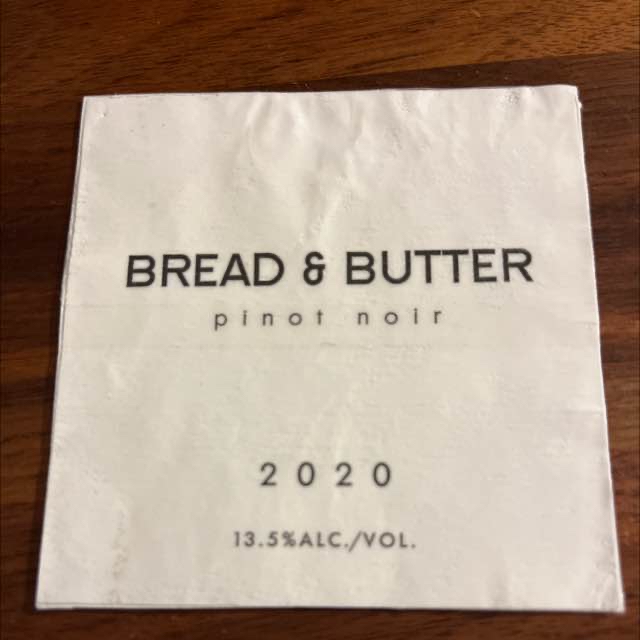 BREAD & BUTTER
pinot noir
2020
13.5%ALC./VOL.